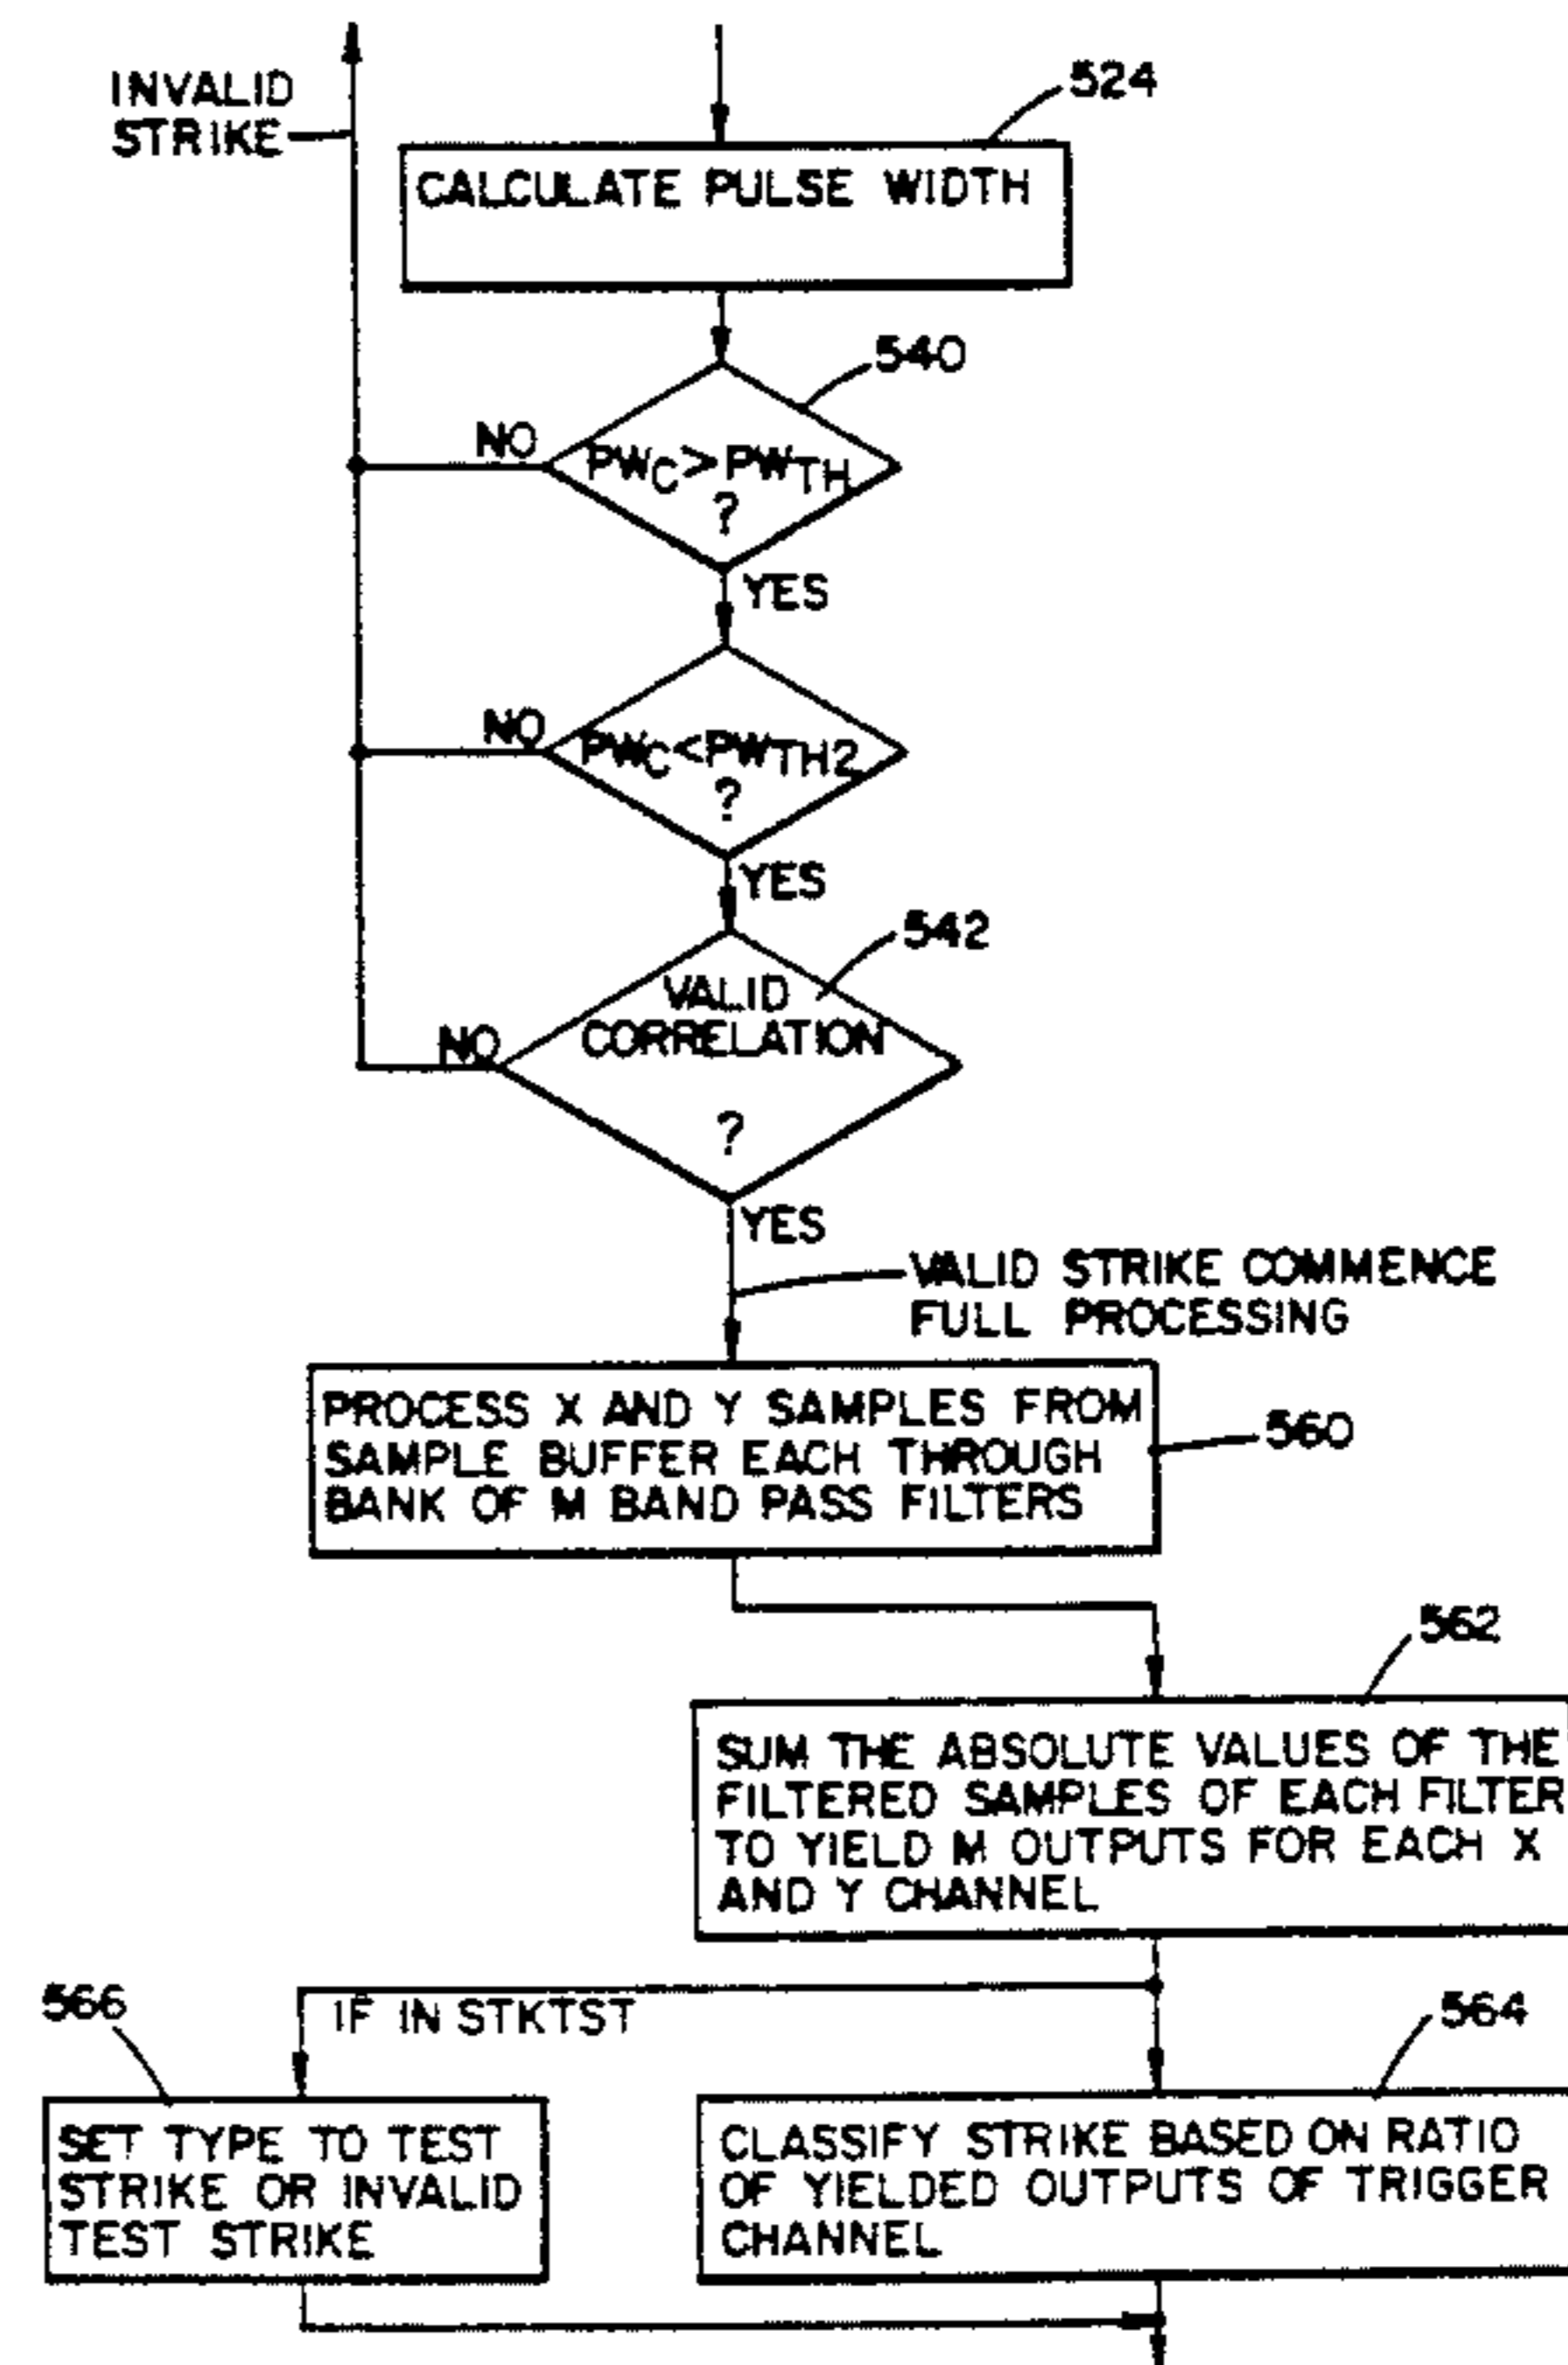 INVALID
STRIKE
524
CALCULATE PULSE WIDTH
540
NO
PWC>PWTH
?
YES
NO
PWC<PWTH2
?
YES
542
VALID
CORRELATION
NO
?
YES
VALID STRIKE COMMENCE
FULL PROCESSING
PROCESS X AND Y SAMPLES FROM
SAMPLE BUFFER EACH THROUGH
BANK OF M BAND PASS FILTERS
560
562
SUM THE ABSOLUTE VALUES OF THE
FILTERED SAMPLES OF EACH FILTER
TO YIELD M OUTPUTS FOR EACH X
AND Y CHANNEL
566
IF IN STKTST
564
SET TYPE TO TEST
STRIKE OR INVALID
TEST STRIKE
CLASSIFY STRIKE BASED ON RATIO
OF YIELDED OUTPUTS OF TRIGGER
CHANNEL